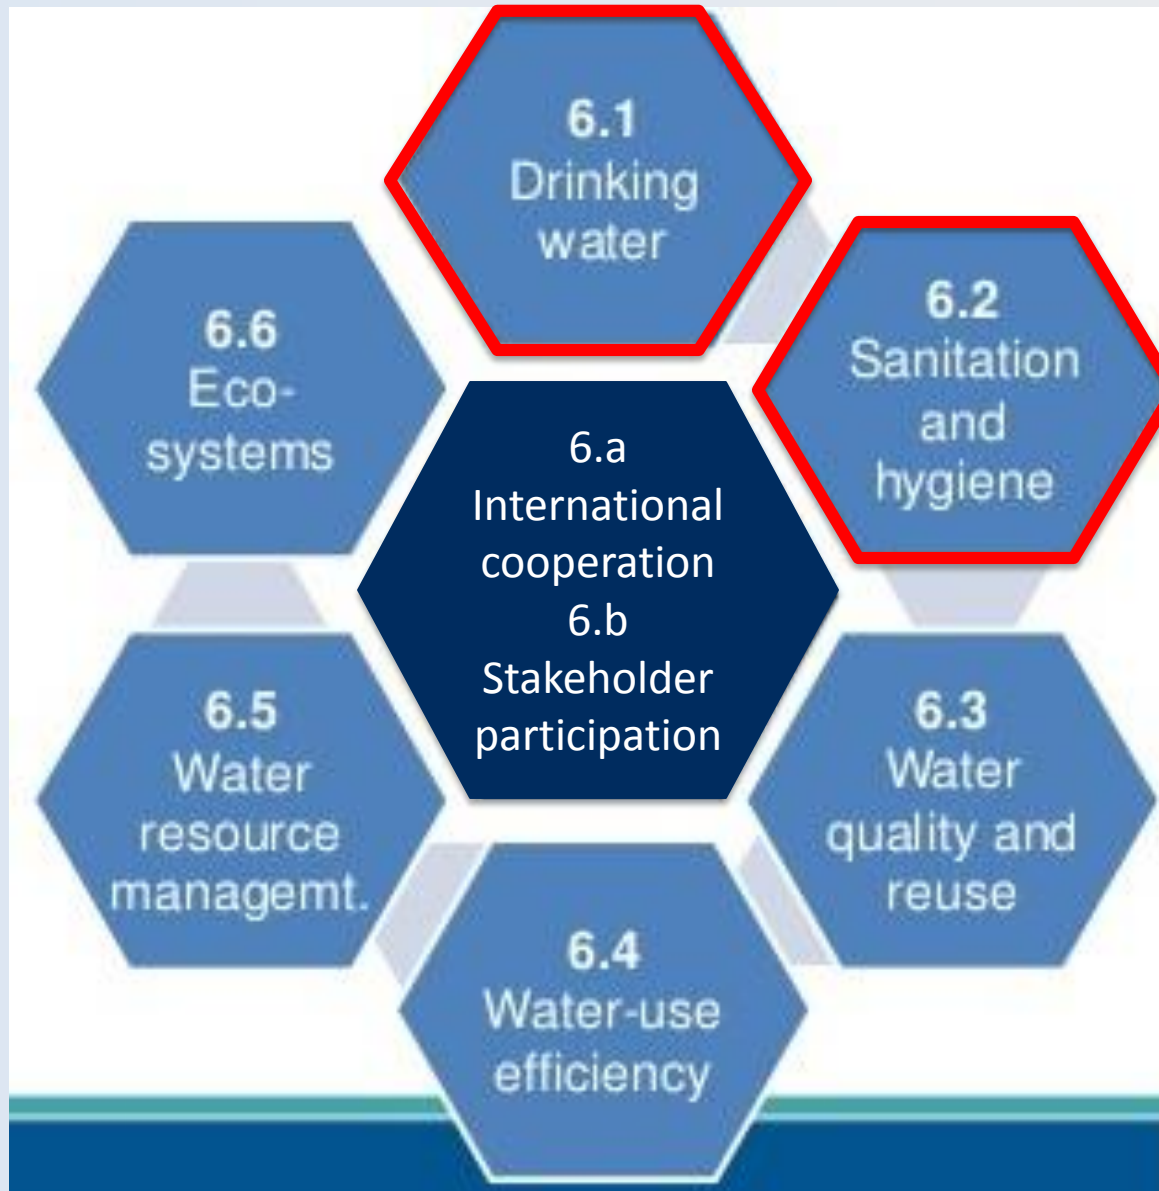 6.1
Drinking
water
6.2
Sanitation
and
hygiene
6.3
Water
quality and
reuse
6.4
Water-use
efficiency
6.5
Water
resource
managemt.
6.6
Eco-
systems
6.a
International
cooperation
6.b
Stakeholder
participation